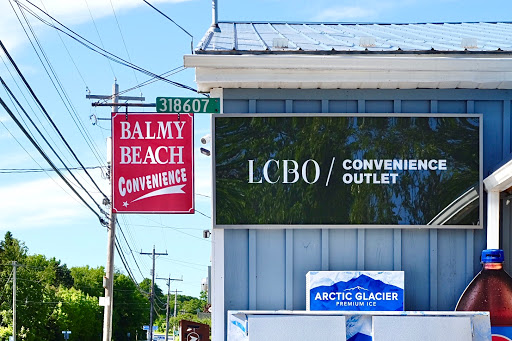 318607
BALMY
BEACH
CONVENIENCE
LCBO / CONVENIENCE
OUTLET
ARCTIC GLACIER
PREMIUM ICE